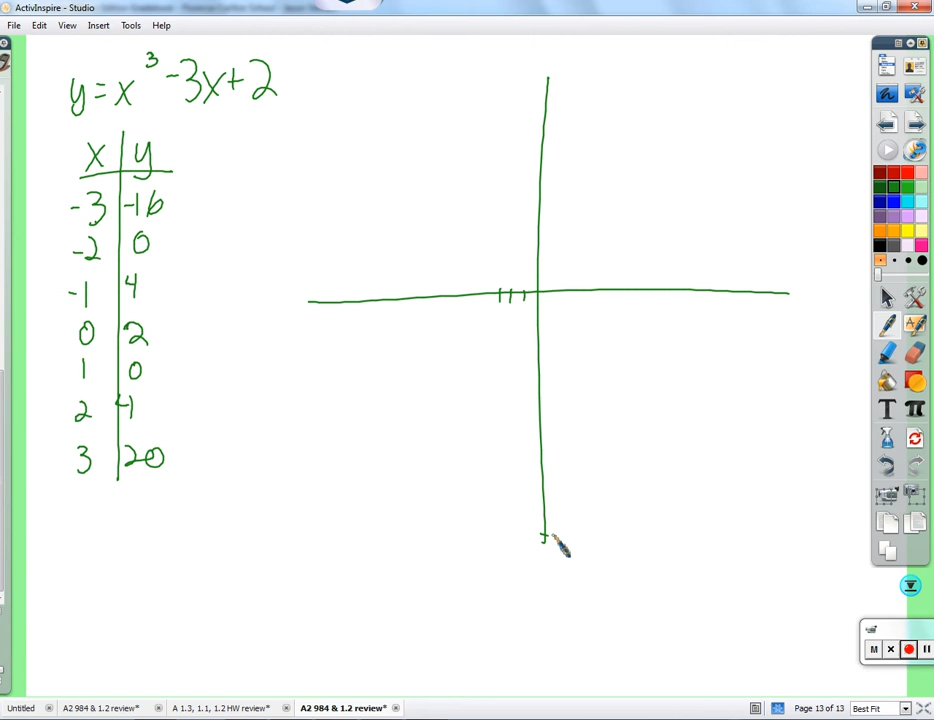 ActivInspire - Studio
File Edit View Insert Tools Help
y = x³ - 3x + 2
x y
-3 -16
-2 0
-1 4
0 2
1 0
2 4
3 20
M
Untitled A2 984 & 1.2 review* A 1.3, 1.1, 1.2 HW review* A2 984 & 1.2 review* Page 13 of 13 Best Fit